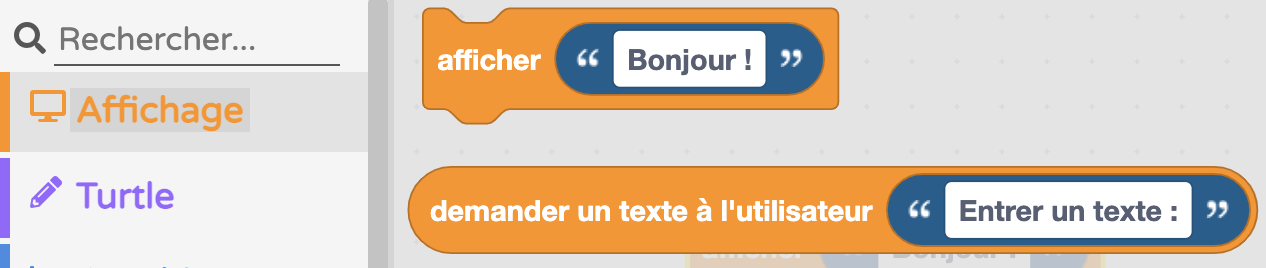 Rechercher...
Affichage
Turtle
afficher “ Bonjour ! ”
demander un texte à l'utilisateur “ Entrer un texte : ”